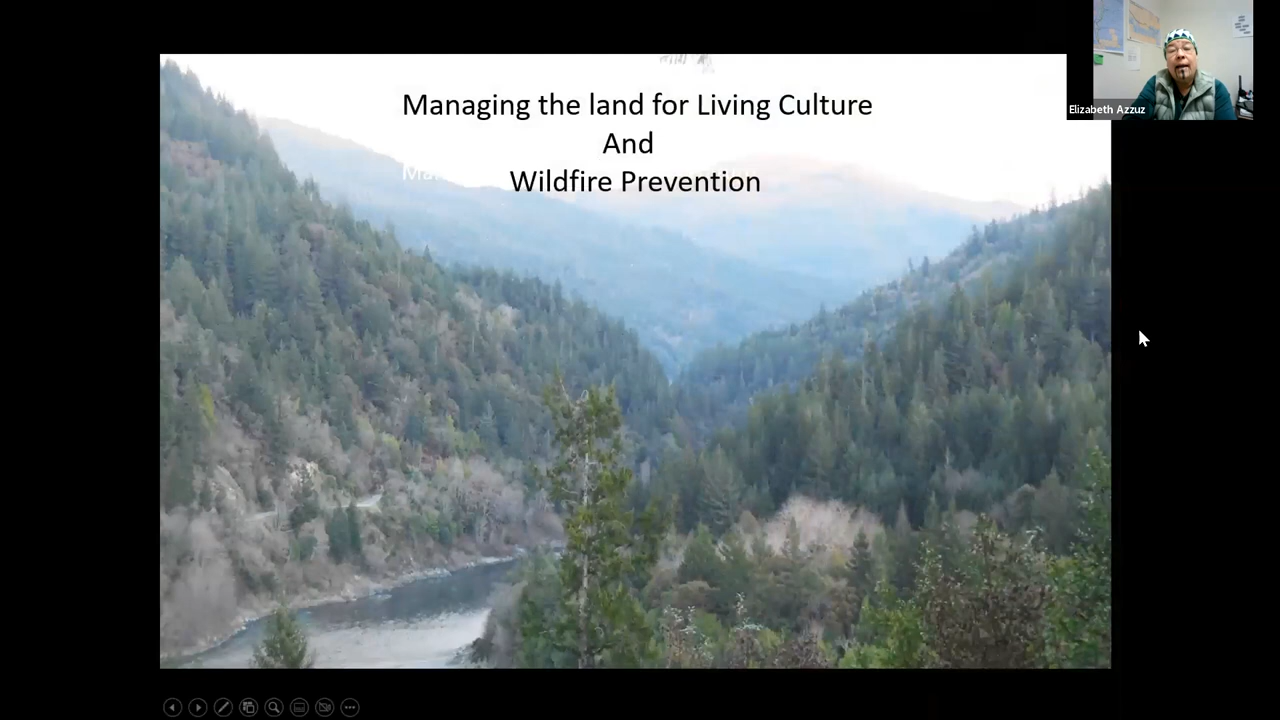 Managing the land for Living Culture
And
Wildfire Prevention
Elizabeth Azzuz